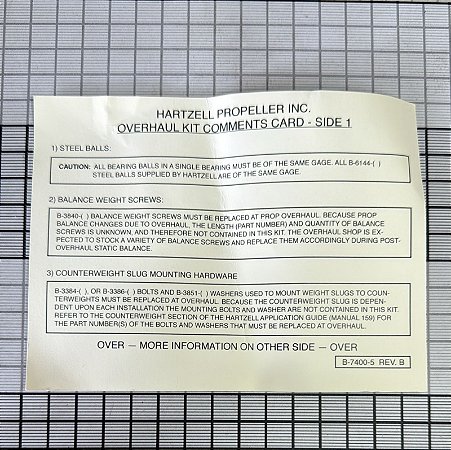 HARTZELL PROPELLER INC.
OVERHAUL KIT COMMENTS CARD - SIDE 1
1) STEEL BALLS:
CAUTION: ALL BEARING BALLS IN A SINGLE BEARING MUST BE OF THE SAME GAGE. ALL B-6144-( )
STEEL BALLS SUPPLIED BY HARTZELL ARE OF THE SAME GAGE.
2) BALANCE WEIGHT SCREWS:
B-3840-( ) BALANCE WEIGHT SCREWS MUST BE REPLACED AT PROP OVERHAUL. BECAUSE PROP
BALANCE CHANGES DUE TO OVERHAUL, THE LENGTH (PART NUMBER) AND QUANTITY OF BALANCE
SCREWS IS UNKNOWN, AND THEREFORE NOT CONTAINED IN THIS KIT. THE OVERHAUL SHOP IS EX-
PECTED TO STOCK A VARIETY OF BALANCE SCREWS AND REPLACE THEM ACCORDINGLY DURING POST-
OVERHAUL STATIC BALANCE.
3) COUNTERWEIGHT SLUG MOUNTING HARDWARE
B-3384-( ), OR B-3386-( ) BOLTS AND B-3851-( ) WASHERS USED TO MOUNT WEIGHT SLUGS TO COUN-
TERWEIGHTS MUST BE REPLACED AT OVERHAUL. BECAUSE THE COUNTERWEIGHT SLUG IS DEPEN-
DENT UPON EACH INSTALLATION THE MOUNTING BOLTS AND WASHER ARE NOT CONTAINED IN THIS KIT.
REFER TO THE COUNTERWEIGHT SECTION OF THE HARTZELL APPLICATION GUIDE (MANUAL 159) FOR
THE PART NUMBER(S) OF THE BOLTS AND WASHERS THAT MUST BE REPLACED AT OVERHAUL.
OVER — MORE INFORMATION ON OTHER SIDE — OVER
B-7400-5 REV. B